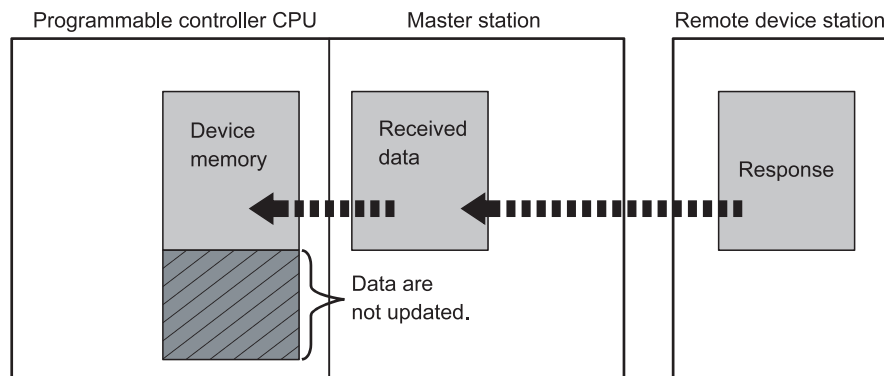 Programmable controller CPU
Master station
Remote device station
Device
memory
Received
data
Response
Data are
not updated.